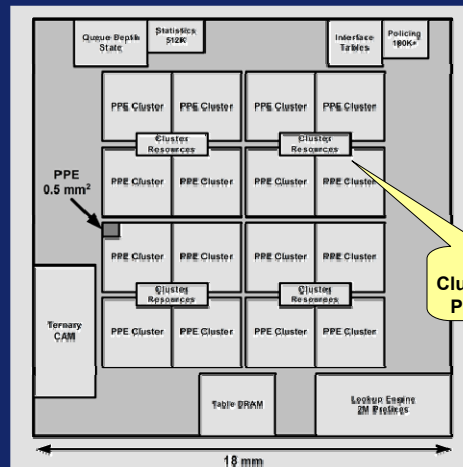 Queue Depth
State
Statistics
512K
Interface
Tables
Policing
PPE Cluster
PPE Cluster
PPE Cluster
PPE Cluster
Cluster
Resources
Cluster
Resources
PPE Cluster
PPE Cluster
PPE Cluster
PPE Cluster
PPE
0.5 mm²
PPE Cluster
PPE Cluster
PPE Cluster
PPE Cluster
Cluster
Resources
Cluster
Resources
PPE Cluster
PPE Cluster
PPE Cluster
PPE Cluster
Clu
P
Ternary
CAM
Table DRAM
Lookup Engine
2M Prefixes
18 mm